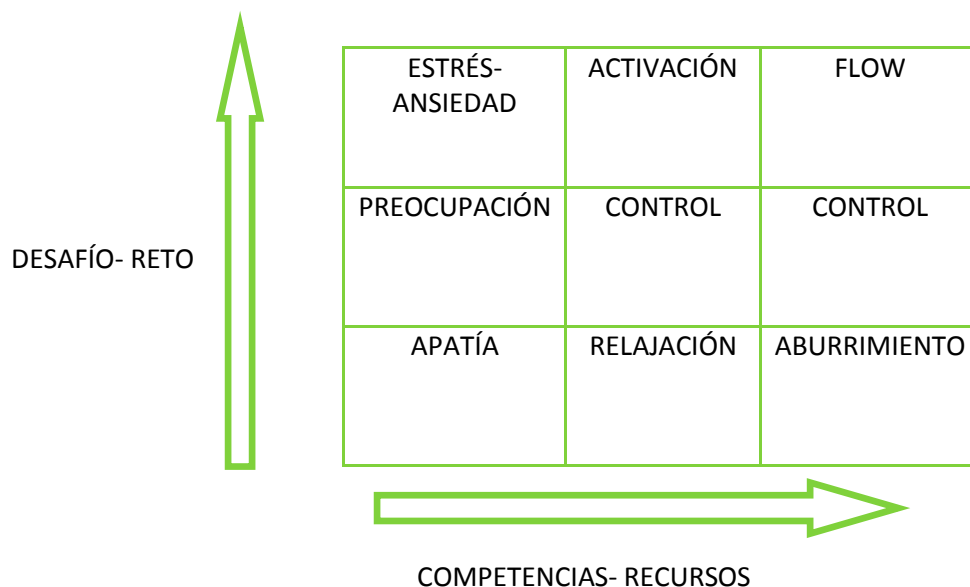 ESTRÉS-
ANSIEDAD
ACTIVACIÓN
FLOW
PREOCUPACIÓN
CONTROL
CONTROL
DESAFÍO- RETO
APATÍA
RELAJACIÓN
ABURRIMIENTO
COMPETENCIAS- RECURSOS